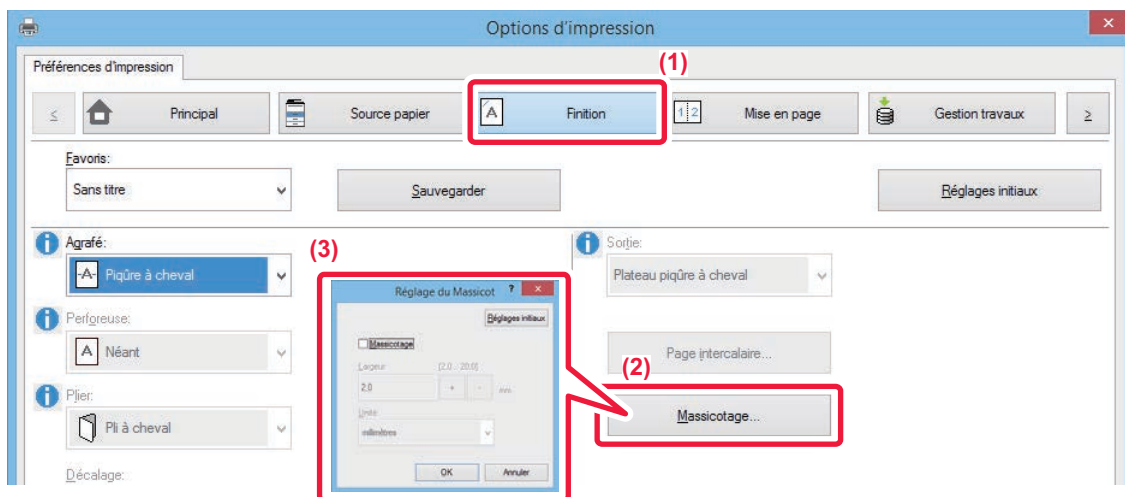 Options d'impression
Préférences d'impression
(1)
≤ Principal Source papier A Finition 1 2 Mise en page Gestion travaux ≥
Favoris:
Sans titre Sauvegarder Réglages initiaux
Agrafé:
-A- Piqûre à cheval
Perforeuse:
A Néant
Plier:
Pli à cheval
Décalage:
(3)
Réglage du Massicot ? ×
Réglages initiaux
Massicotage
Largeur [2.0 .. 20.0]
2.0 + - mm
Unité
millimètres
OK Annuler
Sortie:
Plateau piqûre à cheval
Page intercalaire...
(2)
Massicotage...